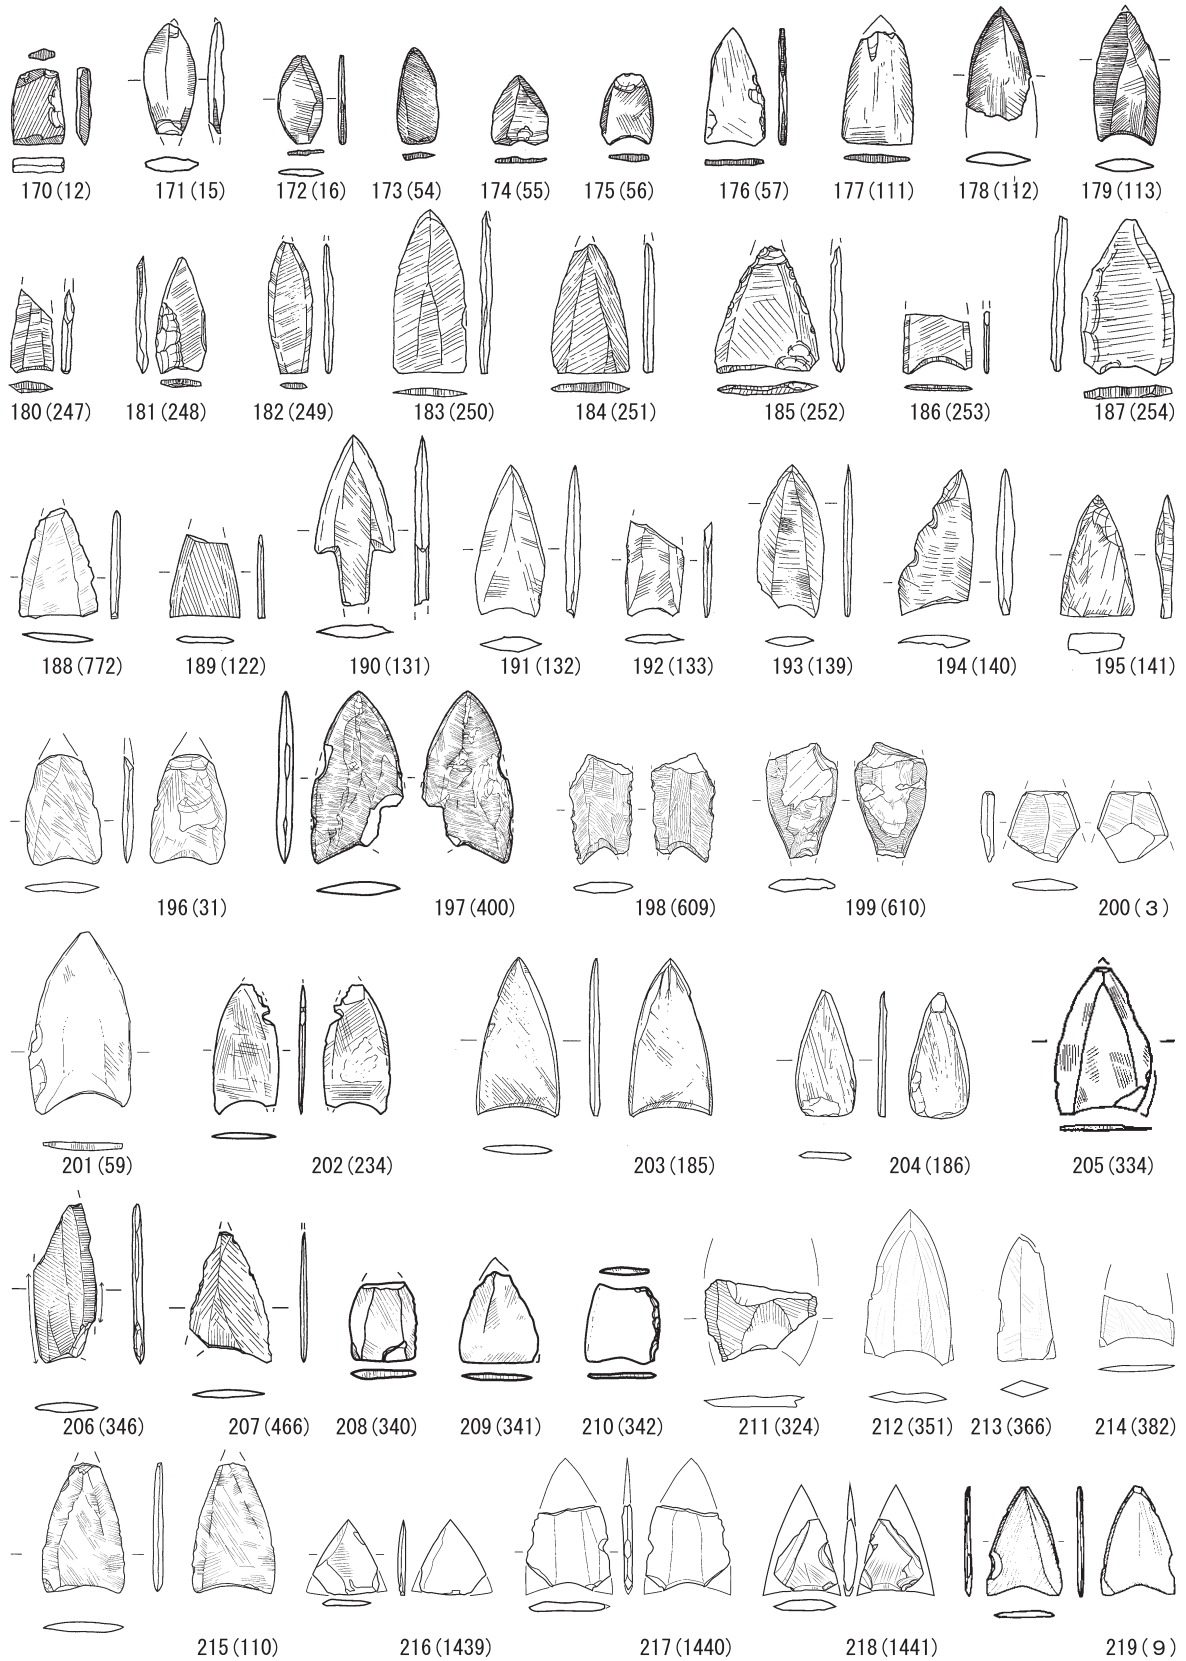 170(12) 171(15) 172(16) 173(54) 174(55) 175(56) 176(57) 177(111) 178(112) 179(113)
180(247) 181(248) 182(249) 183(250) 184(251) 185(252) 186(253) 187(254)
188(772) 189(122) 190(131) 191(132) 192(133) 193(139) 194(140) 195(141)
196(31) 197(400) 198(609) 199(610) 200(３)
201(59) 202(234) 203(185) 204(186) 205(334)
206(346) 207(466) 208(340) 209(341) 210(342) 211(324) 212(351) 213(366) 214(382)
215(110) 216(1439) 217(1440) 218(1441) 219(９)